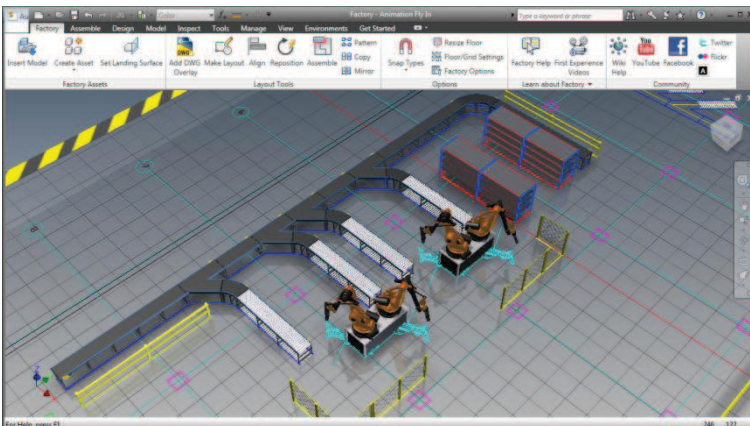 Color
Factory - Animation Fly-In
Type a keyword or phrase
Factory Assemble Design Model Inspect Tools Manage View Environments Get Started
Insert Model Create Asset Set Landing Surface
Add DWG Overlay Make Layout Align Reposition Assemble
Pattern
Copy
Mirror
Snap Types
Resize Floor
Floor/Grid Settings
Factory Options
Factory Help First Experience Videos
Wiki Help YouTube Facebook
Twitter
Flickr
Factory Assets Layout Tools Options Learn about Factory Community
For Help, press F1
246 122